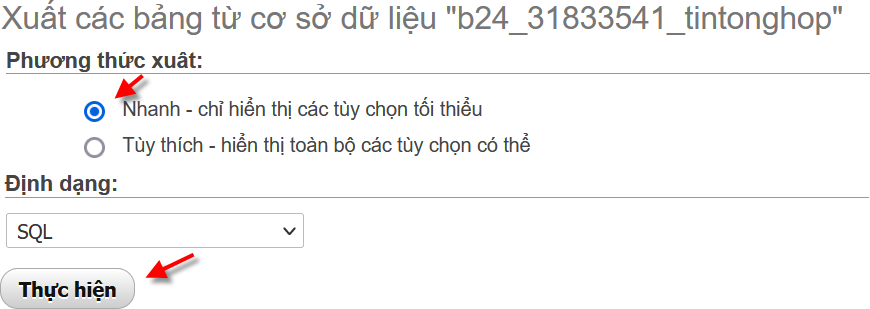 Xuất các bảng từ cơ sở dữ liệu "b24_31833541_tintonghop"
Phương thức xuất:
Nhanh - chỉ hiển thị các tùy chọn tối thiểu
Tùy thích - hiển thị toàn bộ các tùy chọn có thể
Định dạng:
SQL
Thực hiện